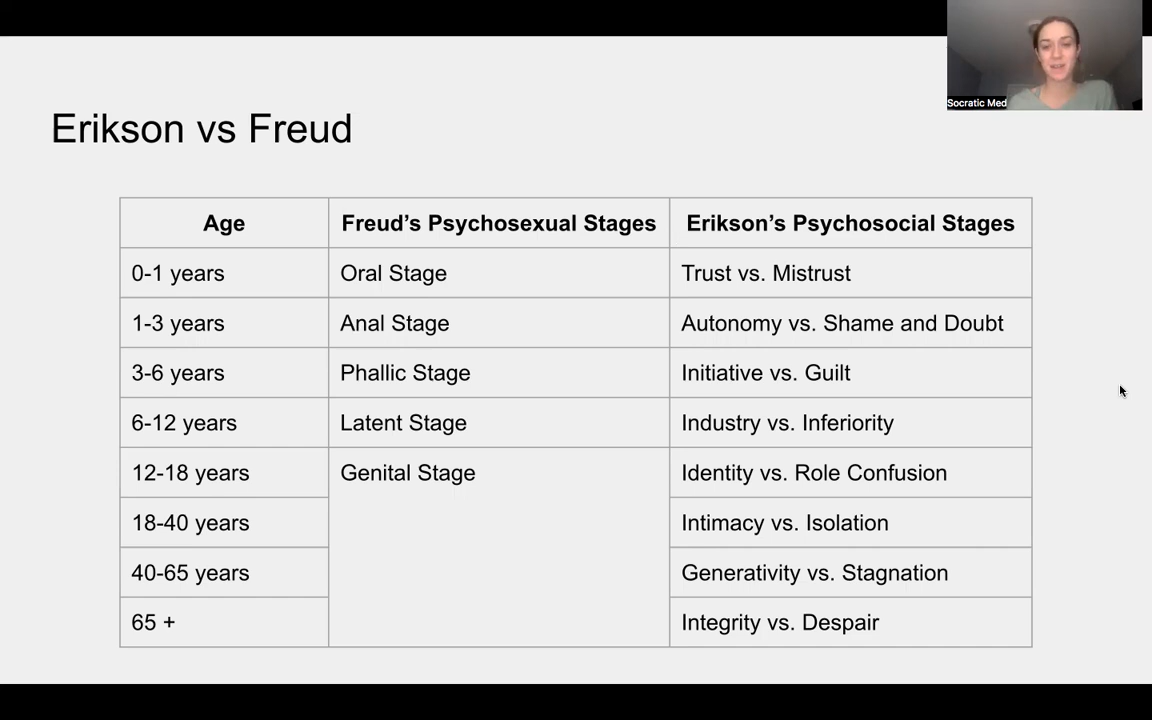 Socratic Med
Erikson vs Freud
Age Freud’s Psychosexual Stages Erikson’s Psychosocial Stages
0-1 years Oral Stage Trust vs. Mistrust
1-3 years Anal Stage Autonomy vs. Shame and Doubt
3-6 years Phallic Stage Initiative vs. Guilt
6-12 years Latent Stage Industry vs. Inferiority
12-18 years Genital Stage Identity vs. Role Confusion
18-40 years Intimacy vs. Isolation
40-65 years Generativity vs. Stagnation
65 + Integrity vs. Despair